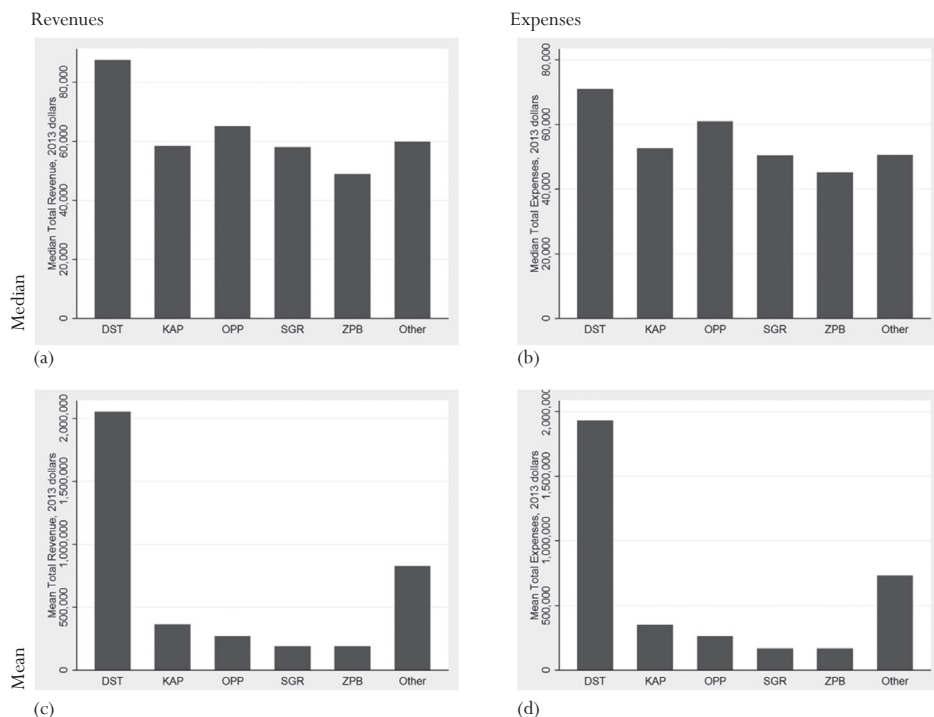 Revenues
Expenses
Median
Median Total Revenue, 2013 dollars
0
20,000
40,000
60,000
80,000
DST KAP OPP SGR ZPB Other
(a)
Median Total Expenses, 2013 dollars
0
20,000
40,000
60,000
80,000
DST KAP OPP SGR ZPB Other
(b)
Mean
Mean Total Revenue, 2013 dollars
0
500,000
1,000,000
1,500,000
2,000,000
DST KAP OPP SGR ZPB Other
(c)
Mean Total Expenses, 2013 dollars
0
500,000
1,000,000
1,500,000
2,000,000
DST KAP OPP SGR ZPB Other
(d)